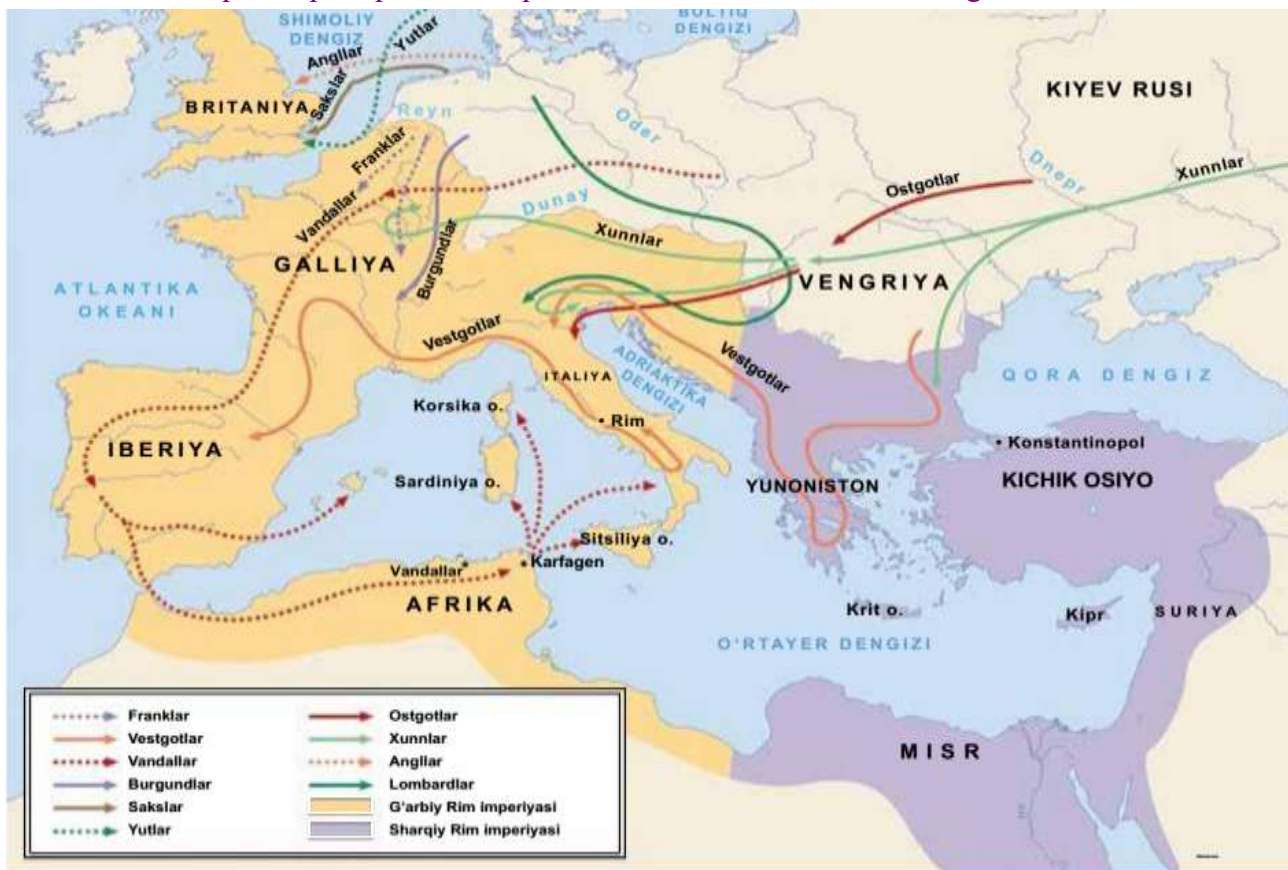 SHIMOLIY
DENGIZ
BOLTIQ
DENGIZI
Yutlar
Angllar
Sakslar
BRITANIYA
Reyn
Oder
KIYEV RUSI
Dnepr
Xunnlar
Franklar
Ostgotlar
Vandallar
Dunay
Xunnlar
Burgundlar
GALLIYA
VENGRIYA
ATLANTIKA
OKEANI
Vestgotlar
Vestgotlar
ADRIAKTIKA
DENGIZI
ITALIYA
QORA DENGIZ
Korsika o.
Rim
IBERIYA
Konstantinopol
Sardiniya o.
YUNONISTON
KICHIK OSIYO
Sitsiliya o.
Vandallar
Karfagen
AFRIKA
Krit o.
Kipr
SURIYA
O'RTAYER DENGIZI
MISR
Franklar
Vestgotlar
Vandallar
Burgundlar
Sakslar
Yutlar
Ostgotlar
Xunnlar
Angllar
Lombardlar
G'arbiy Rim imperiyasi
Sharqiy Rim imperiyasi